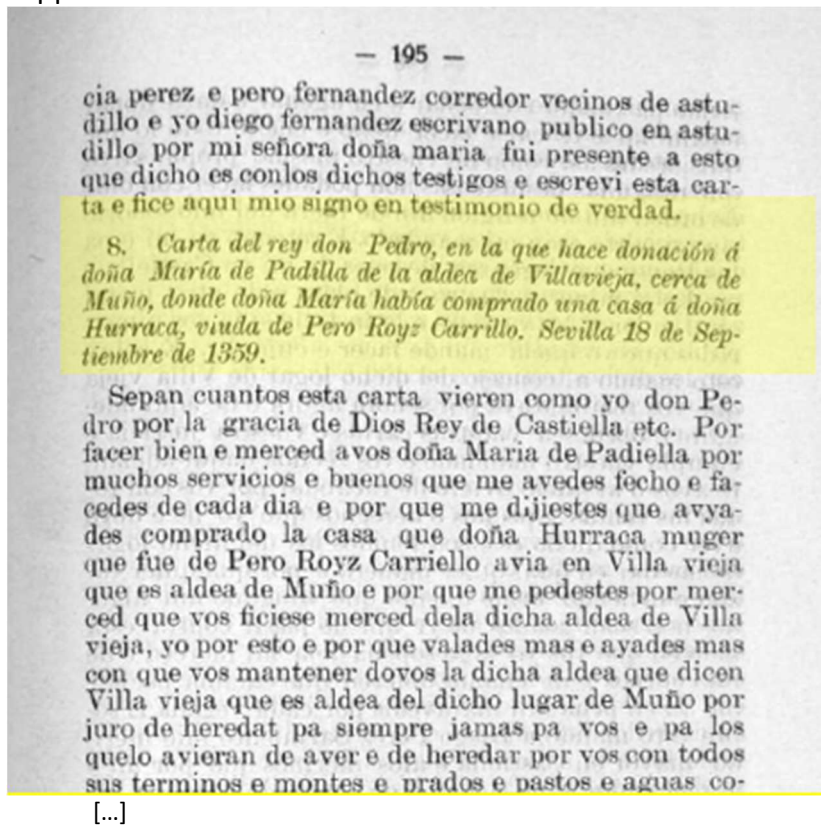 — 195 —
cia perez e pero fernandez corredor vecinos de astu-
dillo e yo diego fernandez escrivano publico en astu-
dillo por mi señora doña maria fui presente a esto
que dicho es conlos dichos testigos e escrevi esta car-
ta e fice aqui mio signo en testimonio de verdad.
8. Carta del rey don Pedro, en la que hace donación á
doña María de Padilla de la aldea de Villavieja, cerca de
Muño, donde doña María había comprado una casa á doña
Hurraca, viuda de Pero Royz Carrillo. Sevilla 18 de Sep-
tiembre de 1359.
Sepan cuantos esta carta vieren como yo don Pe-
dro por la gracia de Dios Rey de Castiella etc. Por
facer bien e merced avos doña Maria de Padiella por
muchos servicios e buenos que me avedes fecho e fa-
cedes de cada dia e por que me dijiestes que avya-
des comprado la casa que doña Hurraca muger
que fue de Pero Royz Carriello avia en Villa vieja
que es aldea de Muño e por que me pedestes por mer-
ced que vos ficiese merced dela dicha aldea de Villa
vieja, yo por esto e por que valades mas e ayades mas
con que vos mantener dovos la dicha aldea que dicen
Villa vieja que es aldea del dicho lugar de Muño por
juro de heredat pa siempre jamas pa vos e pa los
quelo avieran de aver e de heredar por vos con todos
sus terminos e montes e prados e pastos e aguas co-
[...]